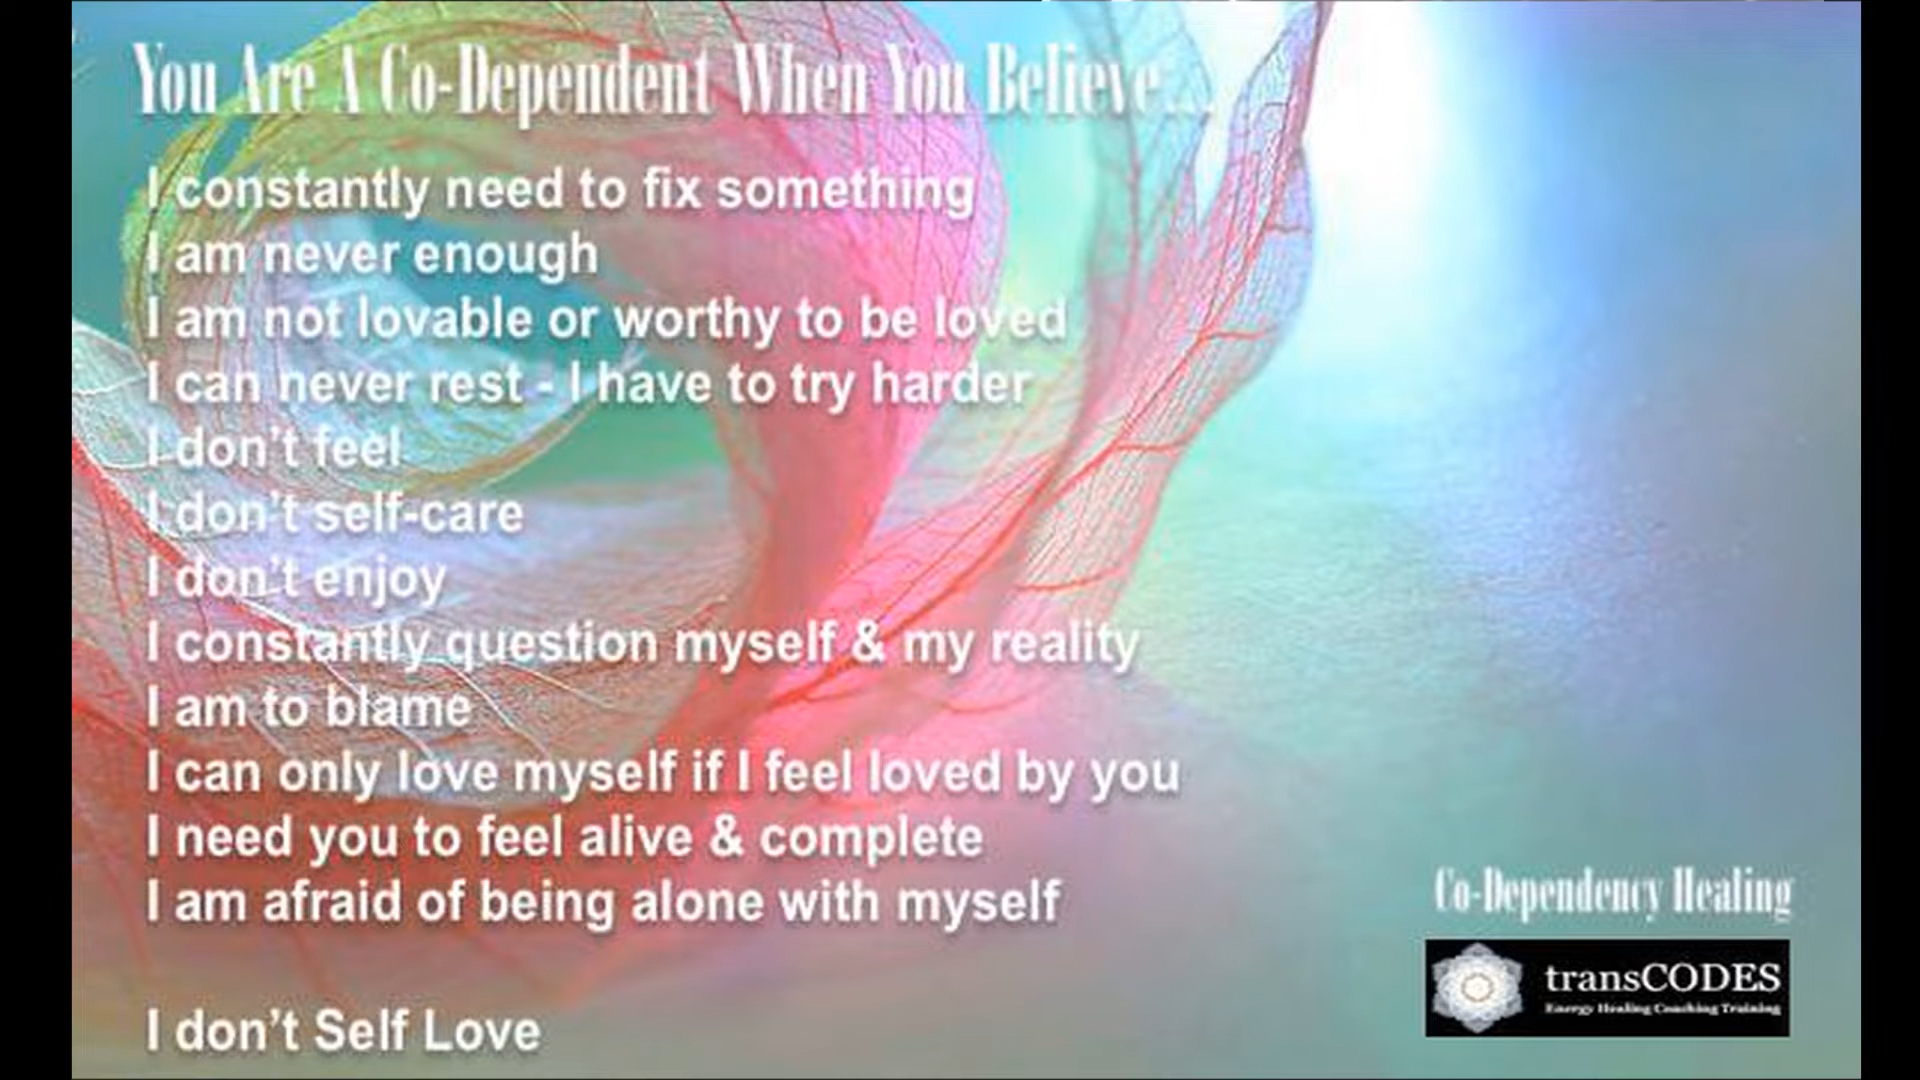 You Are A Co-Dependent When You Believe...
I constantly need to fix something
I am never enough
I am not lovable or worthy to be loved
I can never rest - I have to try harder
I don't feel
I don't self-care
I don't enjoy
I constantly question myself & my reality
I am to blame
I can only love myself if I feel loved by you
I need you to feel alive & complete
I am afraid of being alone with myself
I don't Self Love
Co-Dependency Healing
transCODES
Energy Healing Coaching Training